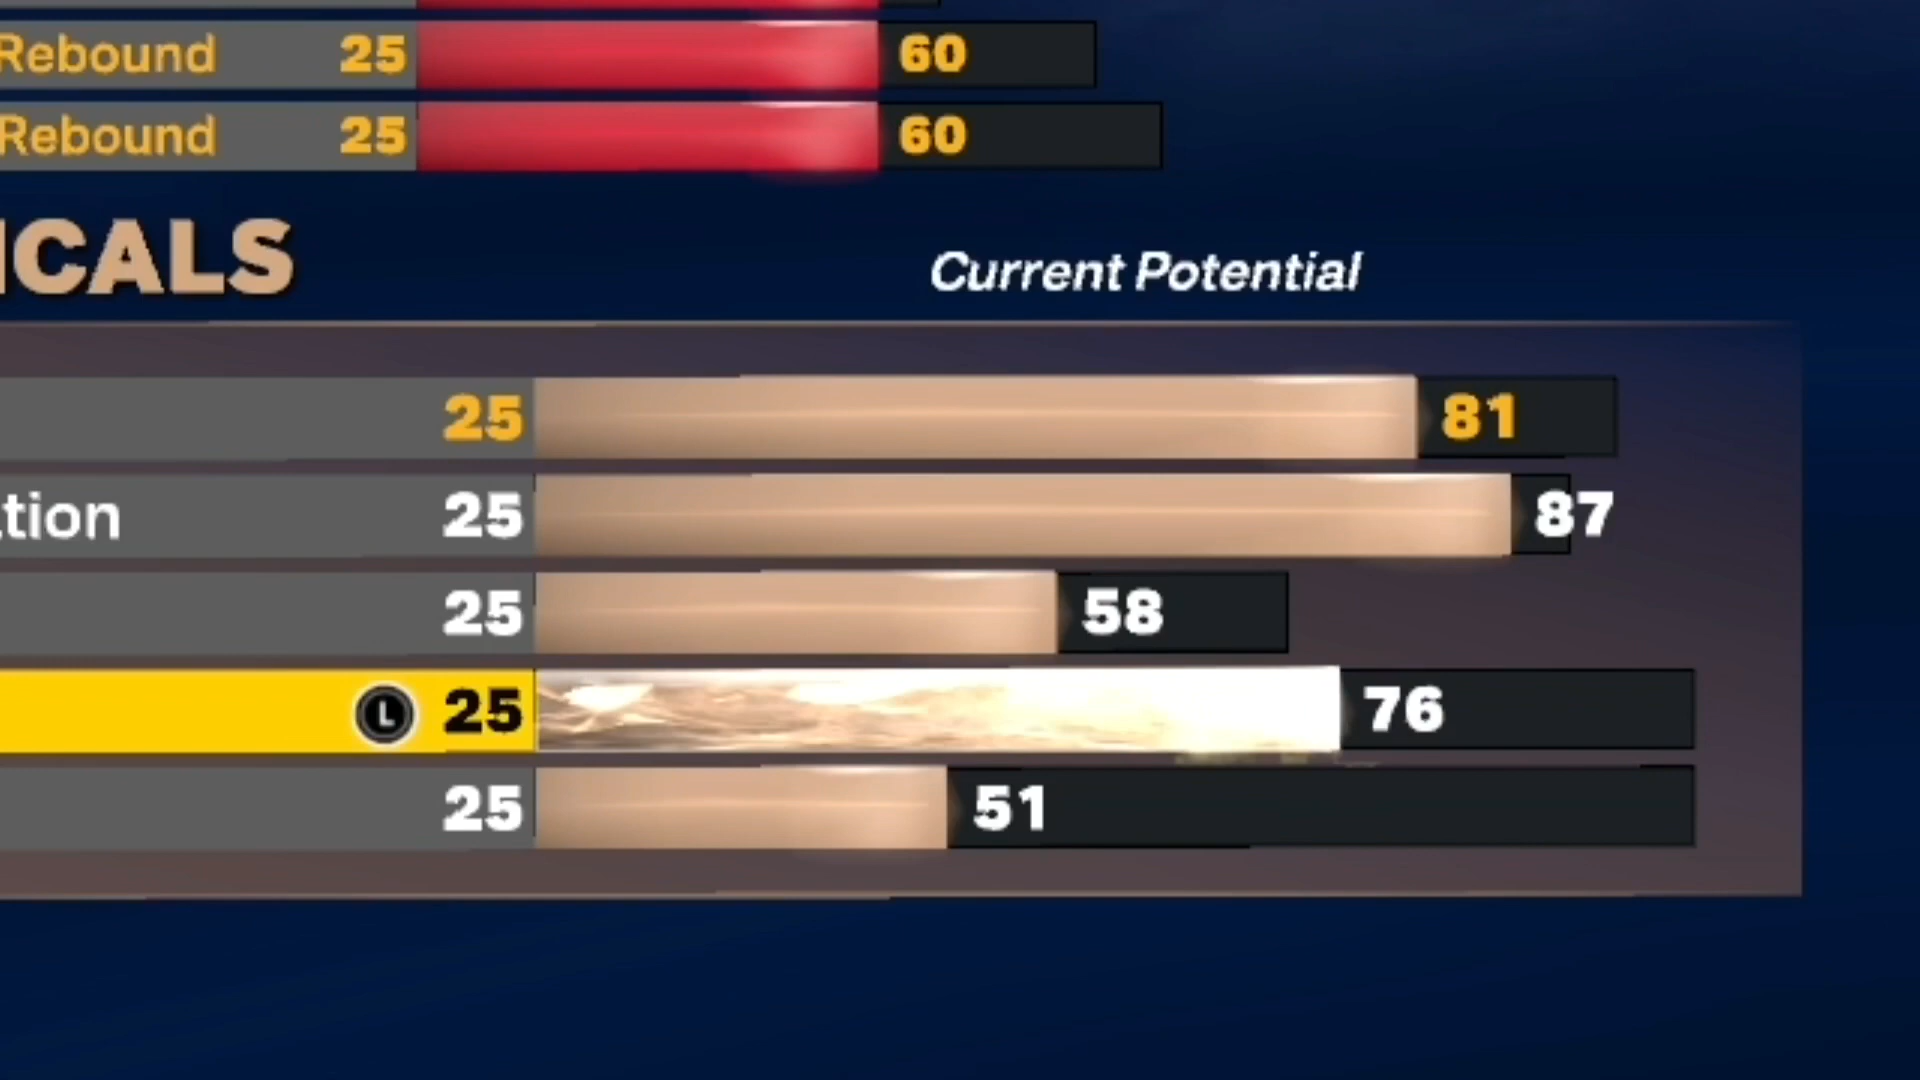 Rebound 25 60
Rebound 25 60
ICALS
Current Potential
25 81
tion 25 87
25 58
L 25 76
25 51